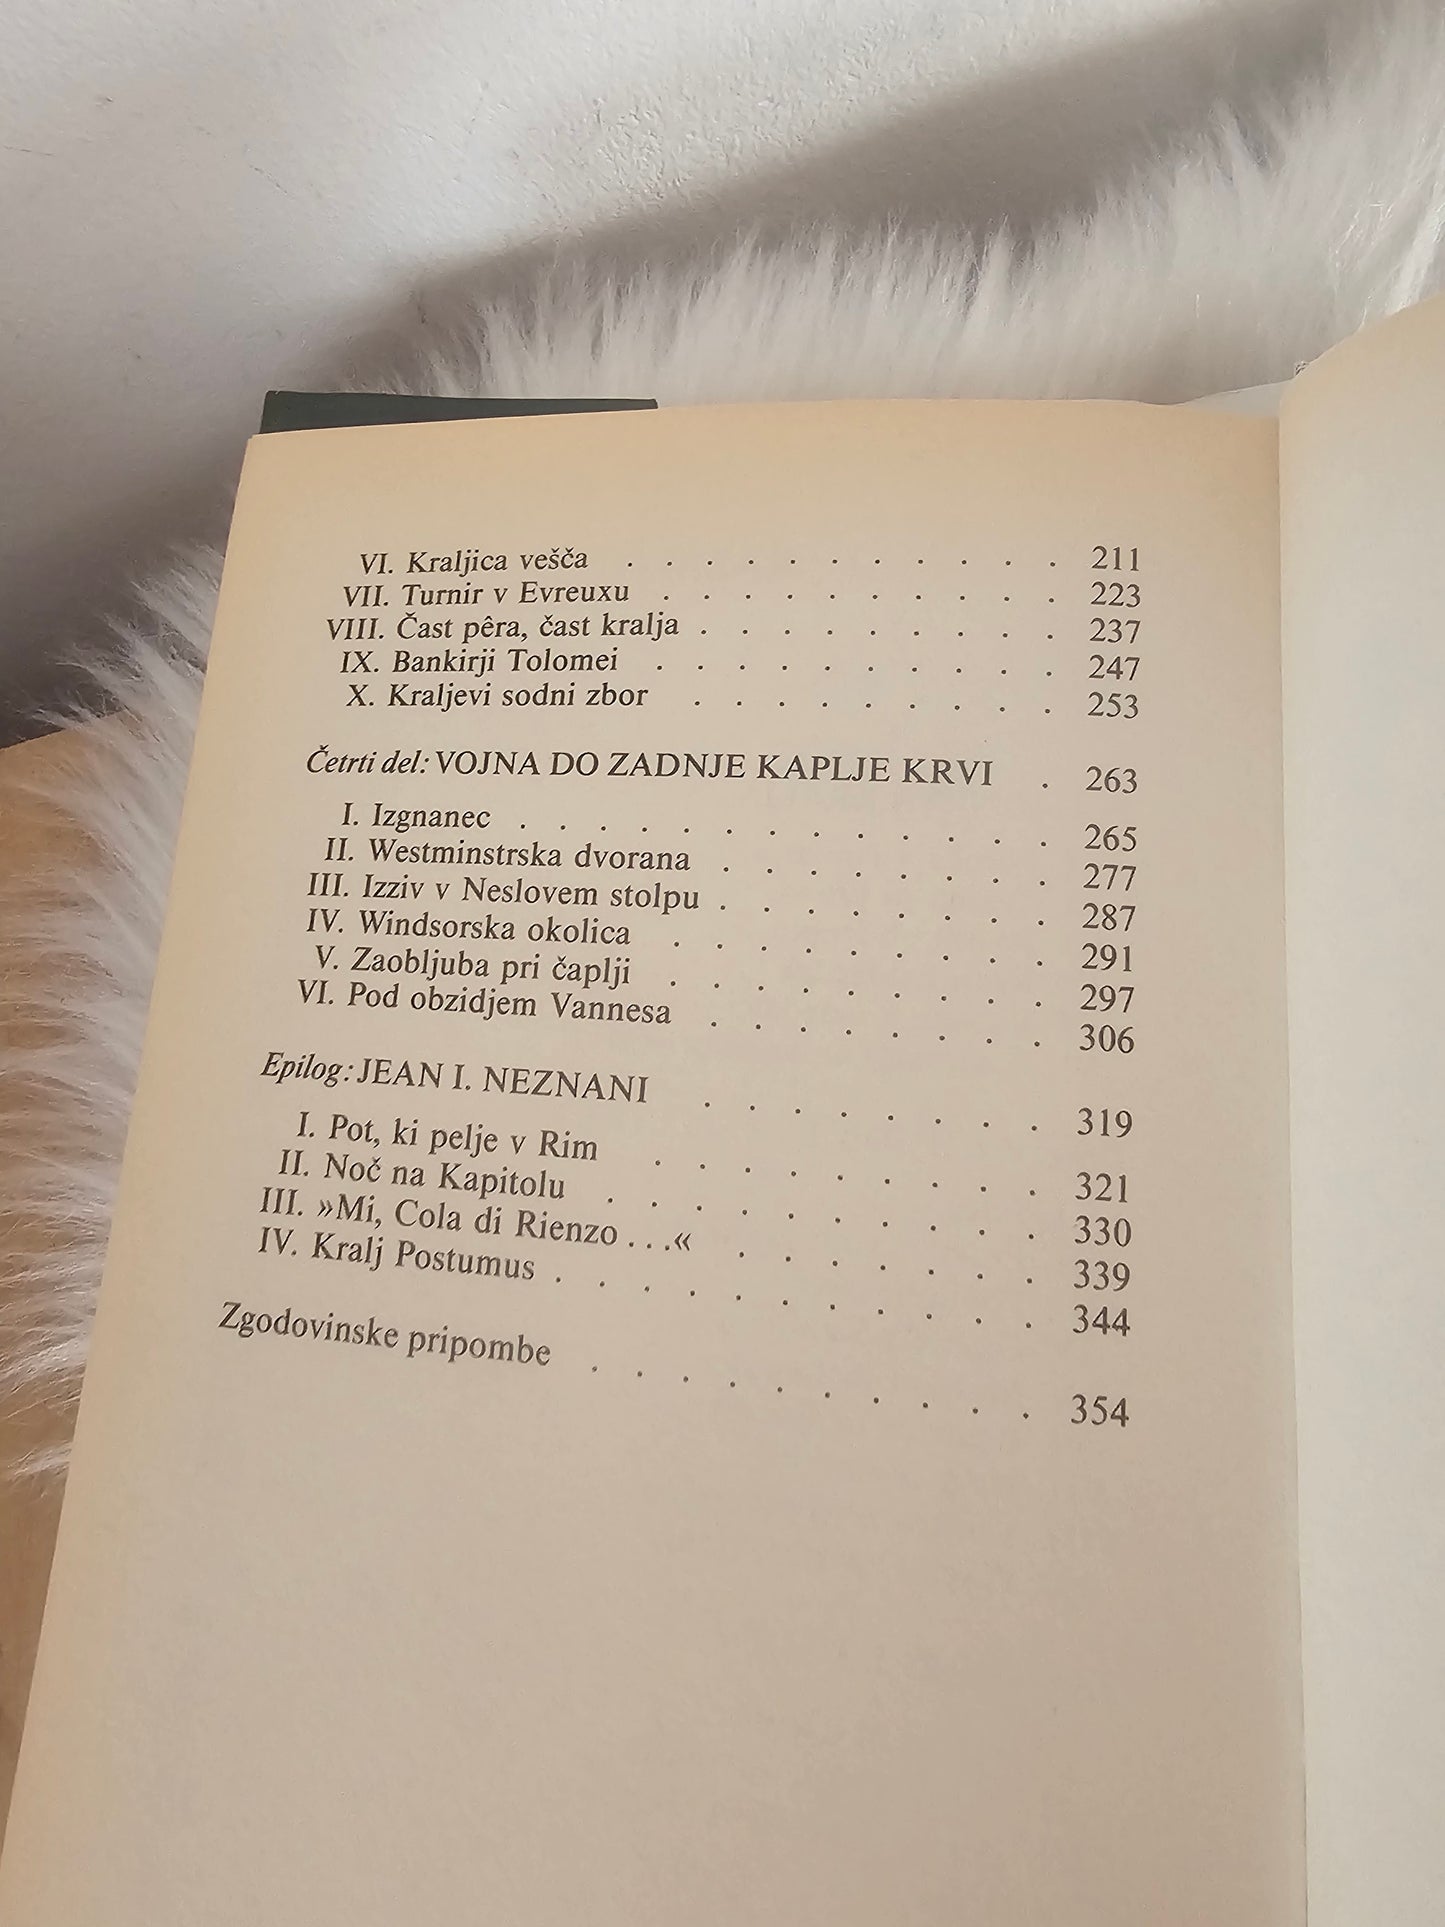 VI. Kraljica vešča . . . . . . . . . . . 211
VII. Turnir v Evreuxu . . . . . . . . . . 223
VIII. Čast pêra, čast kralja . . . . . . . . . 237
IX. Bankirji Tolomei . . . . . . . . . . 247
X. Kraljevi sodni zbor . . . . . . . . . 253
Četrti del: VOJNA DO ZADNJE KAPLJE KRVI . 263
I. Izgnanec . . . . . . . . . . . . . 265
II. Westminstrska dvorana . . . . . . . . 277
III. Izziv v Neslovem stolpu . . . . . . . . 287
IV. Windsorska okolica . . . . . . . . . 291
V. Zaobljuba pri čaplji . . . . . . . . . 297
VI. Pod obzidjem Vannesa . . . . . . . . 306
Epilog: JEAN I. NEZNANI . . . . . . . . 319
I. Pot, ki pelje v Rim . . . . . . . . . 321
II. Noč na Kapitolu . . . . . . . . . . 330
III. »Mi, Cola di Rienzo . . .« . . . . . . . 339
IV. Kralj Postumus . . . . . . . . . . . 344
Zgodovinske pripombe . . . . . . . . . . 354